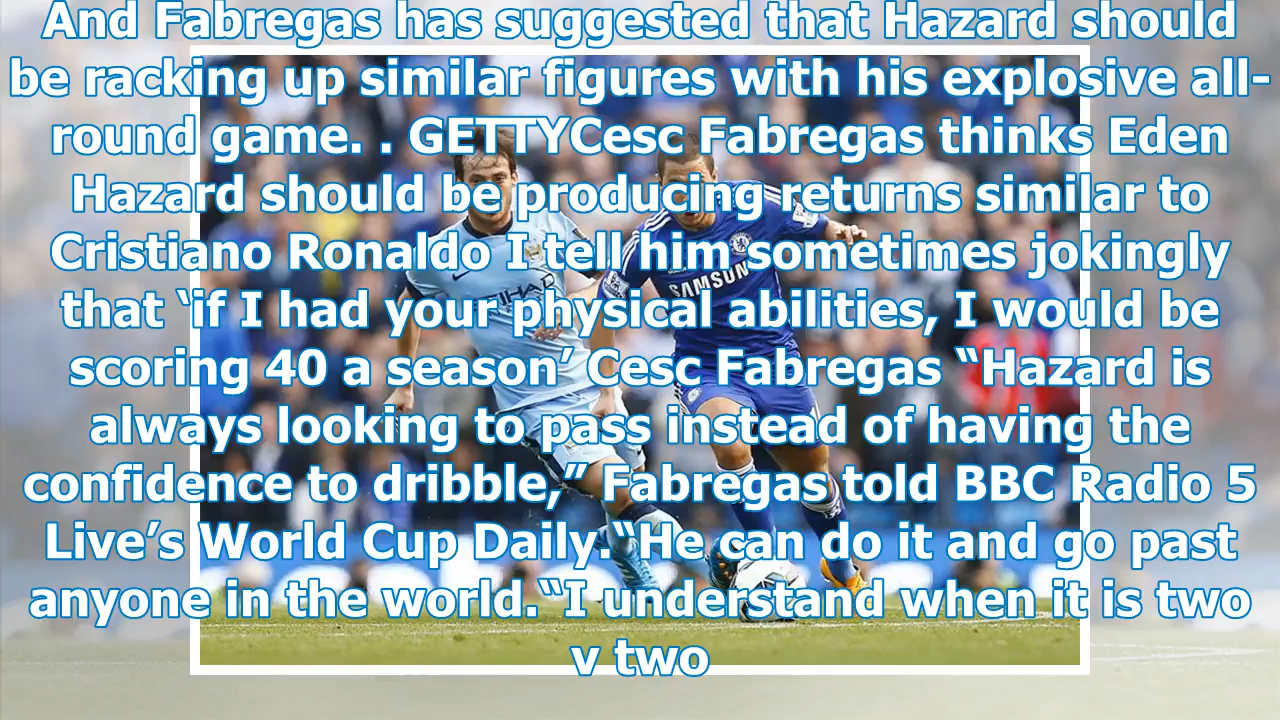 And Fabregas has suggested that Hazard should
be racking up similar figures with his explosive all-
round game. . GETTYCesc Fabregas thinks Eden
Hazard should be producing returns similar to
Cristiano Ronaldo I tell him sometimes jokingly
that ‘if I had your physical abilities, I would be
scoring 40 a season’ Cesc Fabregas “Hazard is
always looking to pass instead of having the
confidence to dribble,” Fabregas told BBC Radio 5
Live’s World Cup Daily.“He can do it and go past
anyone in the world.“I understand when it is two
v two
ETIHAD
SAMSUNG